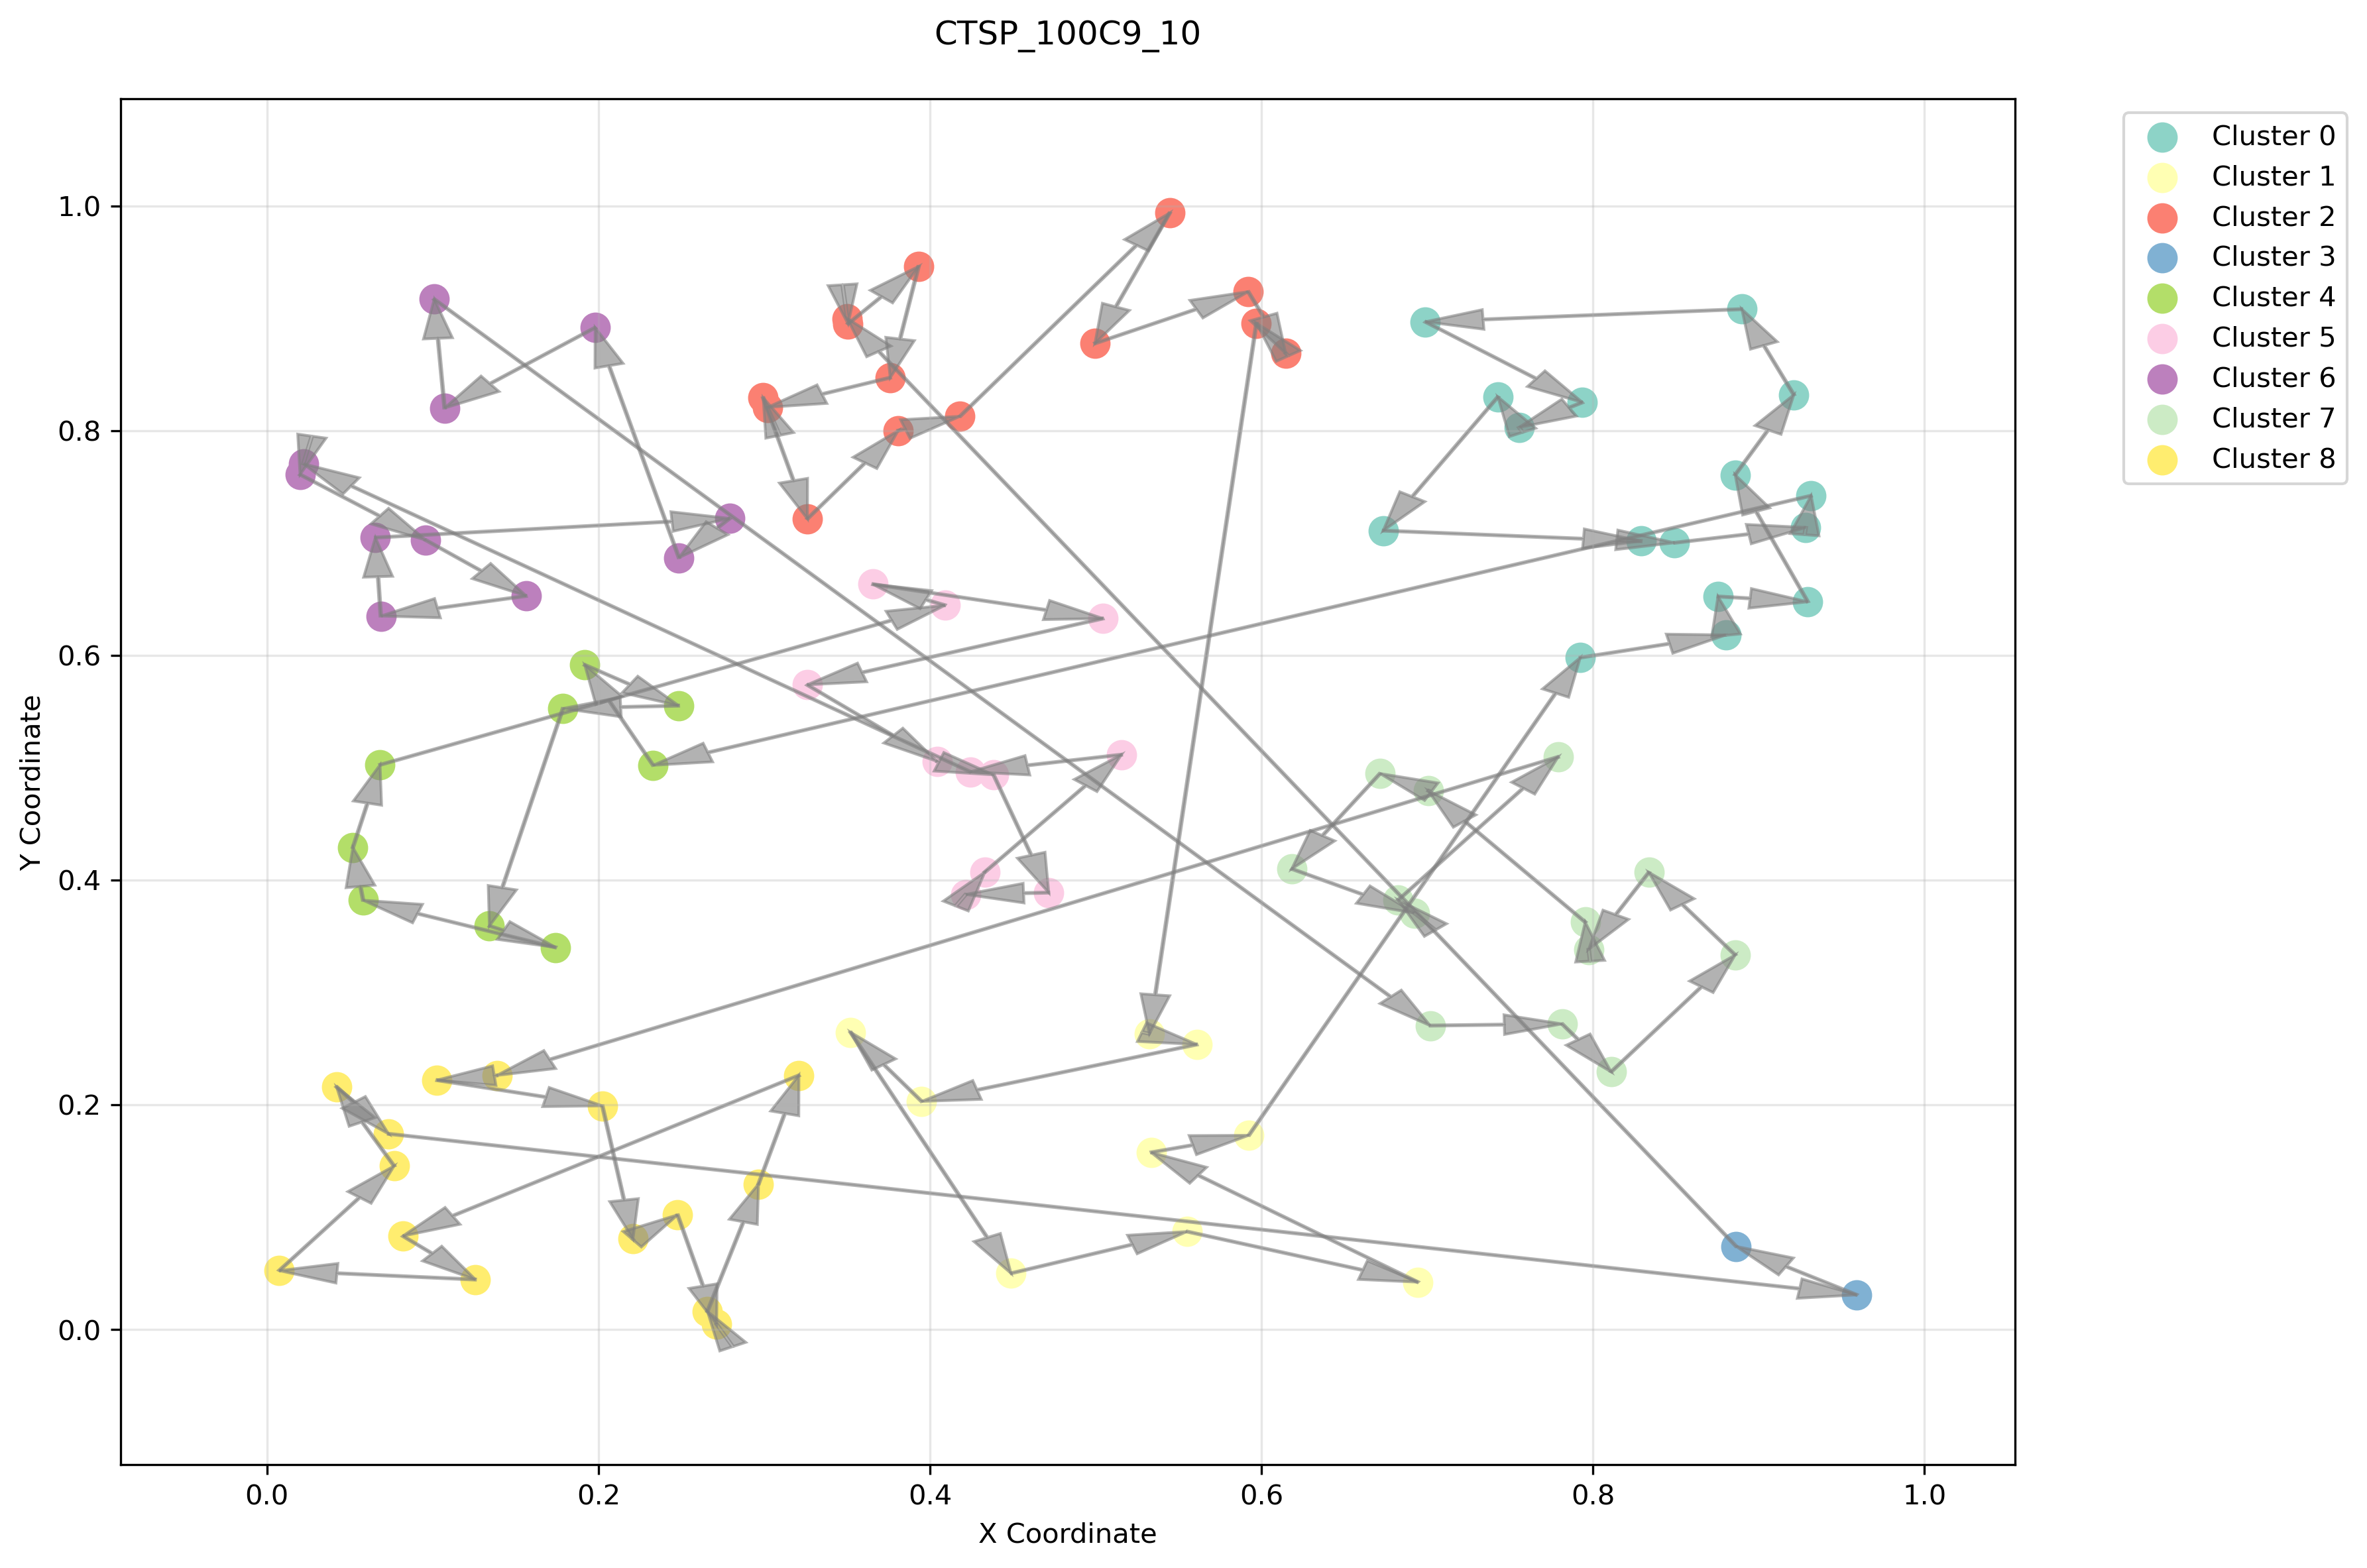 CTSP_100C9_10
Cluster 0
Cluster 1
Cluster 2
Cluster 3
Cluster 4
Cluster 5
Cluster 6
Cluster 7
Cluster 8
1.0
0.8
0.6
0.4
0.2
0.0
Y Coordinate
0.0 0.2 0.4 0.6 0.8 1.0
X Coordinate